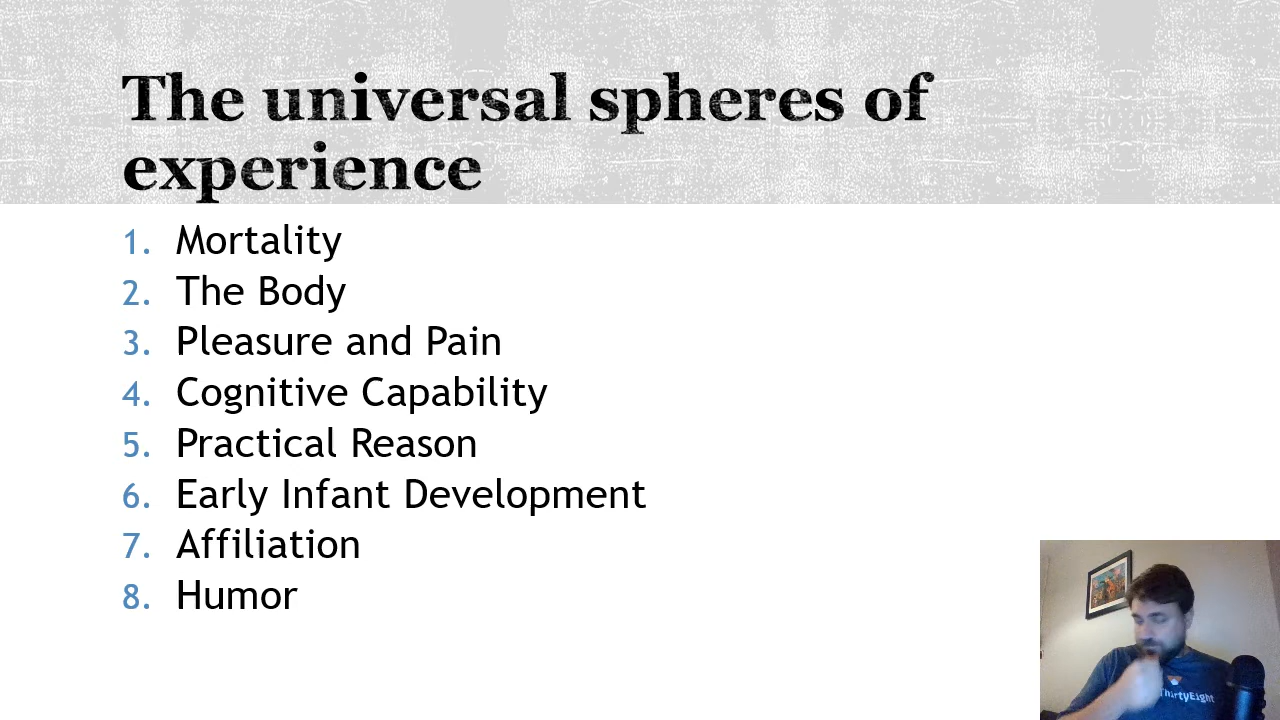 The universal spheres of
experience
1. Mortality
2. The Body
3. Pleasure and Pain
4. Cognitive Capability
5. Practical Reason
6. Early Infant Development
7. Affiliation
8. Humor
ThirtyEight